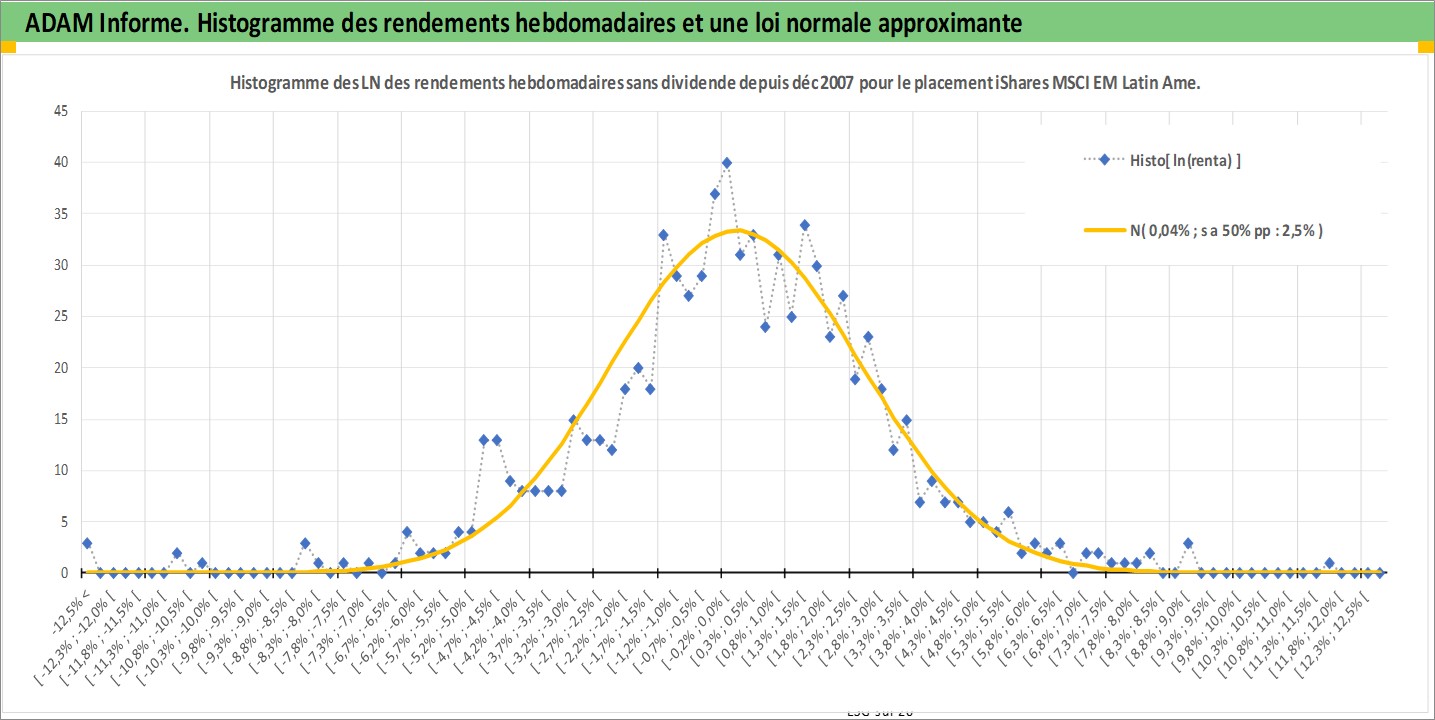 ADAM Informe. Histogramme des rendements hebdomadaires et une loi normale approximante
Histogramme des LN des rendements hebdomadaires sans dividende depuis déc 2007 pour le placement iShares MSCI EM Latin Ame.
45
40
35
30
25
20
15
10
5
0
Histo[ ln(renta) ]
N( 0,04% ; s a 50% pp : 2,5% )
-12,5% <
[ -12,3% ; -12,0% [
[ -11,8% ; -11,5% [
[ -11,3% ; -11,0% [
[ -10,8% ; -10,5% [
[ -10,3% ; -10,0% [
[ -9,8% ; -9,5% [
[ -9,3% ; -9,0% [
[ -8,8% ; -8,5% [
[ -8,3% ; -8,0% [
[ -7,8% ; -7,5% [
[ -7,3% ; -7,0% [
[ -6,7% ; -6,5% [
[ -6,2% ; -6,0% [
[ -5,7% ; -5,5% [
[ -5,2% ; -5,0% [
[ -4,7% ; -4,5% [
[ -4,2% ; -4,0% [
[ -3,7% ; -3,5% [
[ -3,2% ; -3,0% [
[ -2,7% ; -2,5% [
[ -2,2% ; -2,0% [
[ -1,7% ; -1,5% [
[ -1,2% ; -1,0% [
[ -0,7% ; -0,5% [
[ -0,2% ; 0,0% [
[ 0,3% ; 0,5% [
[ 0,8% ; 1,0% [
[ 1,3% ; 1,5% [
[ 1,8% ; 2,0% [
[ 2,3% ; 2,5% [
[ 2,8% ; 3,0% [
[ 3,3% ; 3,5% [
[ 3,8% ; 4,0% [
[ 4,3% ; 4,5% [
[ 4,8% ; 5,0% [
[ 5,3% ; 5,5% [
[ 5,8% ; 6,0% [
[ 6,3% ; 6,5% [
[ 6,8% ; 7,0% [
[ 7,3% ; 7,5% [
[ 7,8% ; 8,0% [
[ 8,3% ; 8,5% [
[ 8,8% ; 9,0% [
[ 9,3% ; 9,5% [
[ 9,8% ; 10,0% [
[ 10,3% ; 10,5% [
[ 10,8% ; 11,0% [
[ 11,3% ; 11,5% [
[ 11,8% ; 12,0% [
[ 12,3% ; 12,5% [